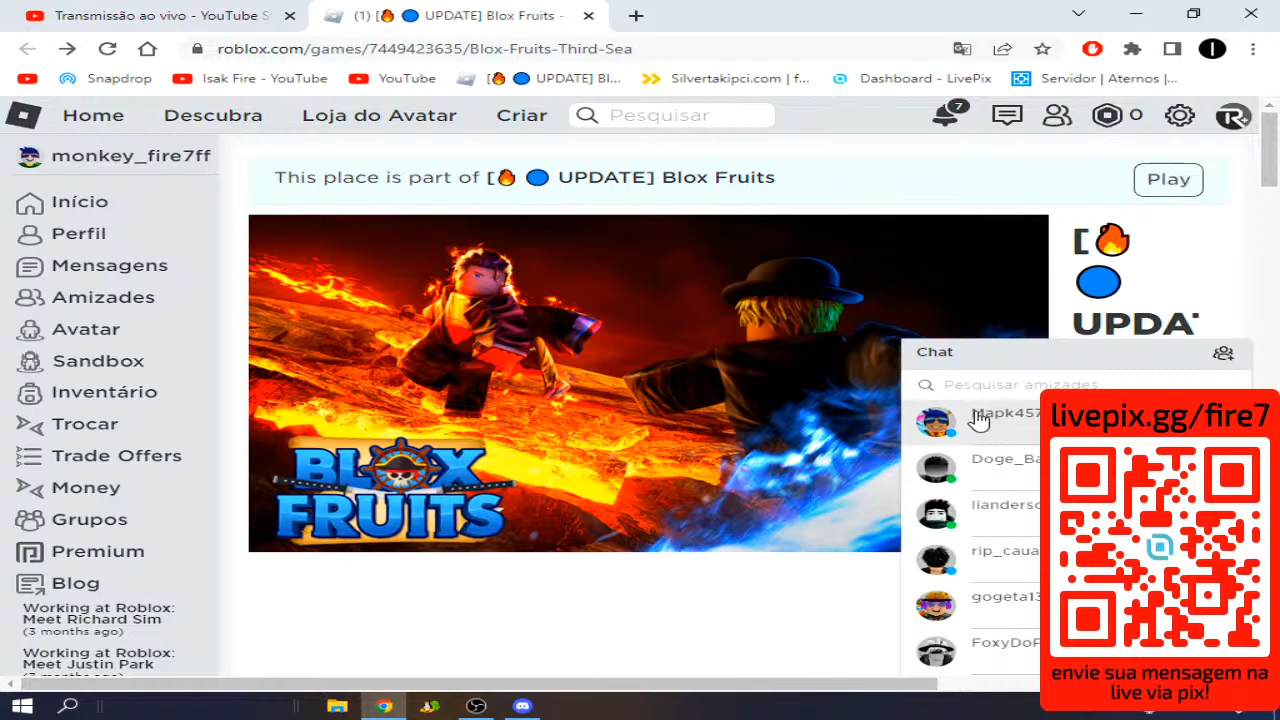 Transmissão ao vivo - YouTube S
(1) [🔥 🔵 UPDATE] Blox Fruits -
roblox.com/games/7449423635/Blox-Fruits-Third-Sea
Snapdrop
Isak Fire - YouTube
YouTube
[🔥 🔵 UPDATE] Bl...
Silvertakipci.com | f...
Dashboard - LivePix
Servidor | Aternos |...
Home
Descubra
Loja do Avatar
Criar
Pesquisar
7
0
monkey_fire7ff
Início
Perfil
Mensagens
Amizades
Avatar
Sandbox
Inventário
Trocar
Trade Offers
Money
Grupos
Premium
Blog
Working at Roblox:
Meet Richard Sim
(3 months ago)
Working at Roblox:
Meet Justin Park
This place is part of [🔥 🔵 UPDATE] Blox Fruits
Play
BLOX
FRUITS
[🔥
🔵
UPDA
Chat
Pesquisar amizades
Doge_Ba
lianderso
rip_caua
gogeta13
FoxyDoP
livepix.gg/fire7
envie sua mensagem na
live via pix!